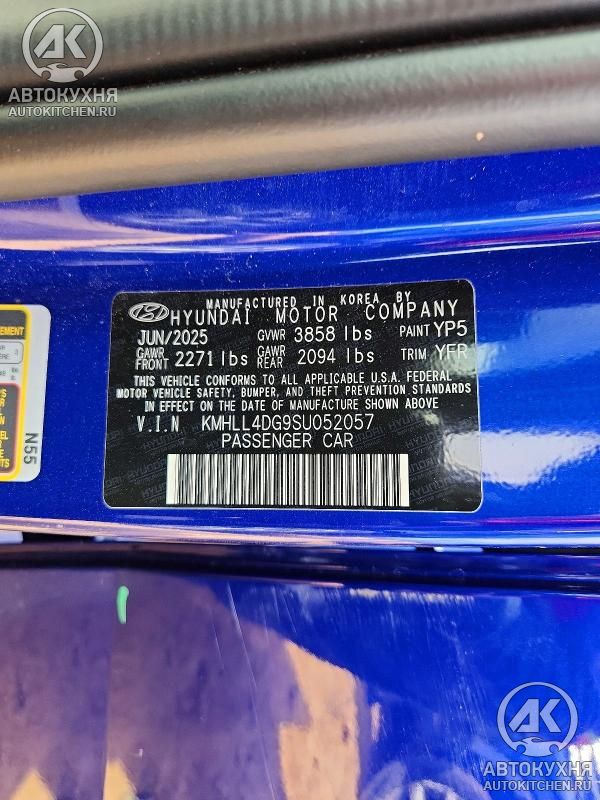 АК
АВТОКУХНЯ
AUTOKITCHEN.RU
MANUFACTURED IN KOREA BY
HYUNDAI MOTOR COMPANY
JUN/2025 GVWR 3858 lbs PAINT YP5
GAWR FRONT 2271 lbs GAWR REAR 2094 lbs TRIM YFR
THIS VEHICLE CONFORMS TO ALL APPLICABLE U.S.A. FEDERAL
MOTOR VEHICLE SAFETY, BUMPER, AND THEFT PREVENTION STANDARDS
IN EFFECT ON THE DATE OF MANUFACTURE SHOWN ABOVE.
V.I.N KMHLL4DG9SU052057
PASSENGER CAR
N55
АК
АВТОКУХНЯ
AUTOKITCHEN.RU